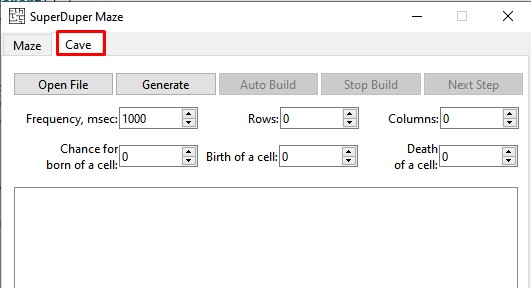 SuperDuper Maze
Maze Cave
Open File Generate Auto Build Stop Build Next Step
Frequency, msec: 1000 Rows: 0 Columns: 0
Chance for born of a cell: 0 Birth of a cell: 0 Death of a cell: 0